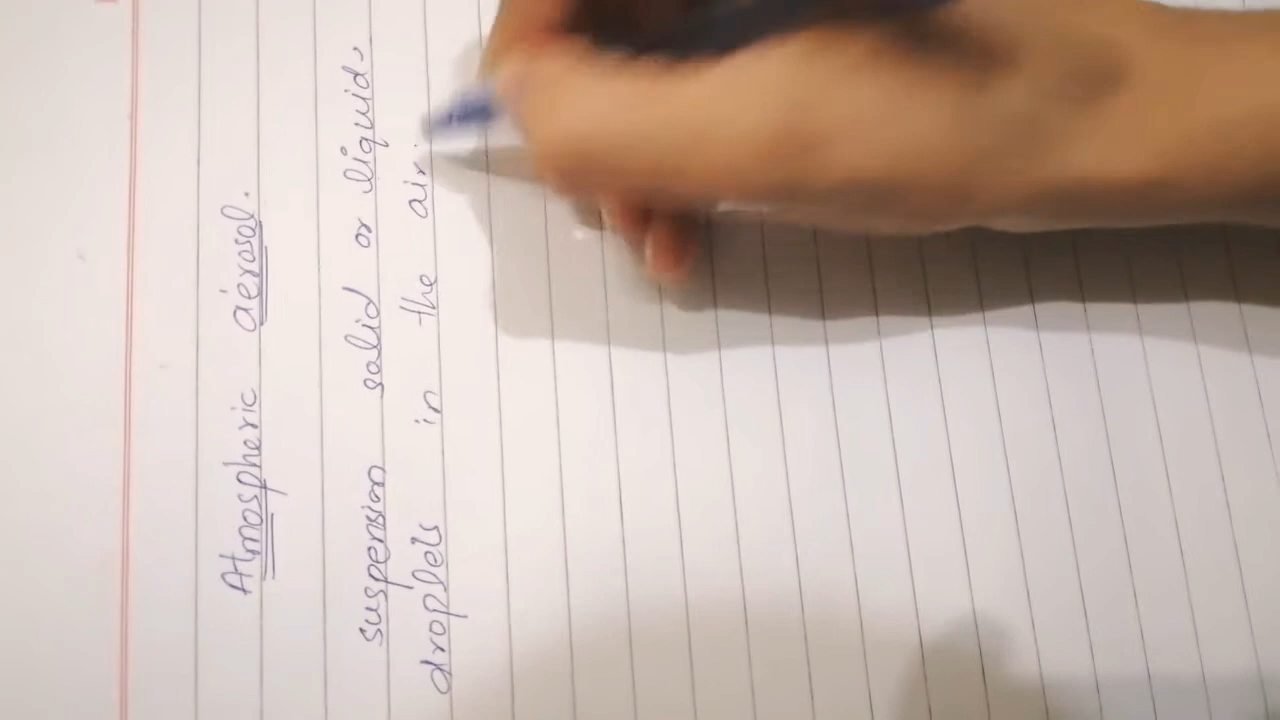 Atmospheric aerosol.
suspension solid or liquid
droplets in the air.